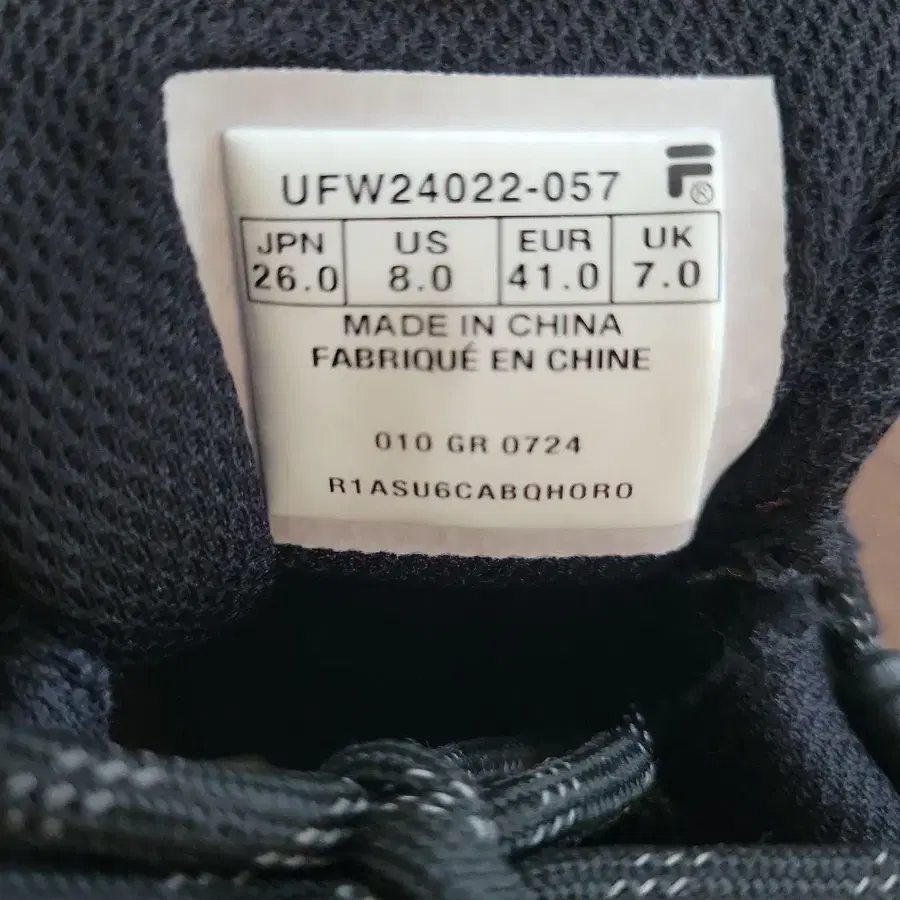 UFW24022-057
JPN US EUR UK
26.0 8.0 41.0 7.0
MADE IN CHINA
FABRIQUÉ EN CHINE
010 GR 0724
R1ASU6CABQH0R0